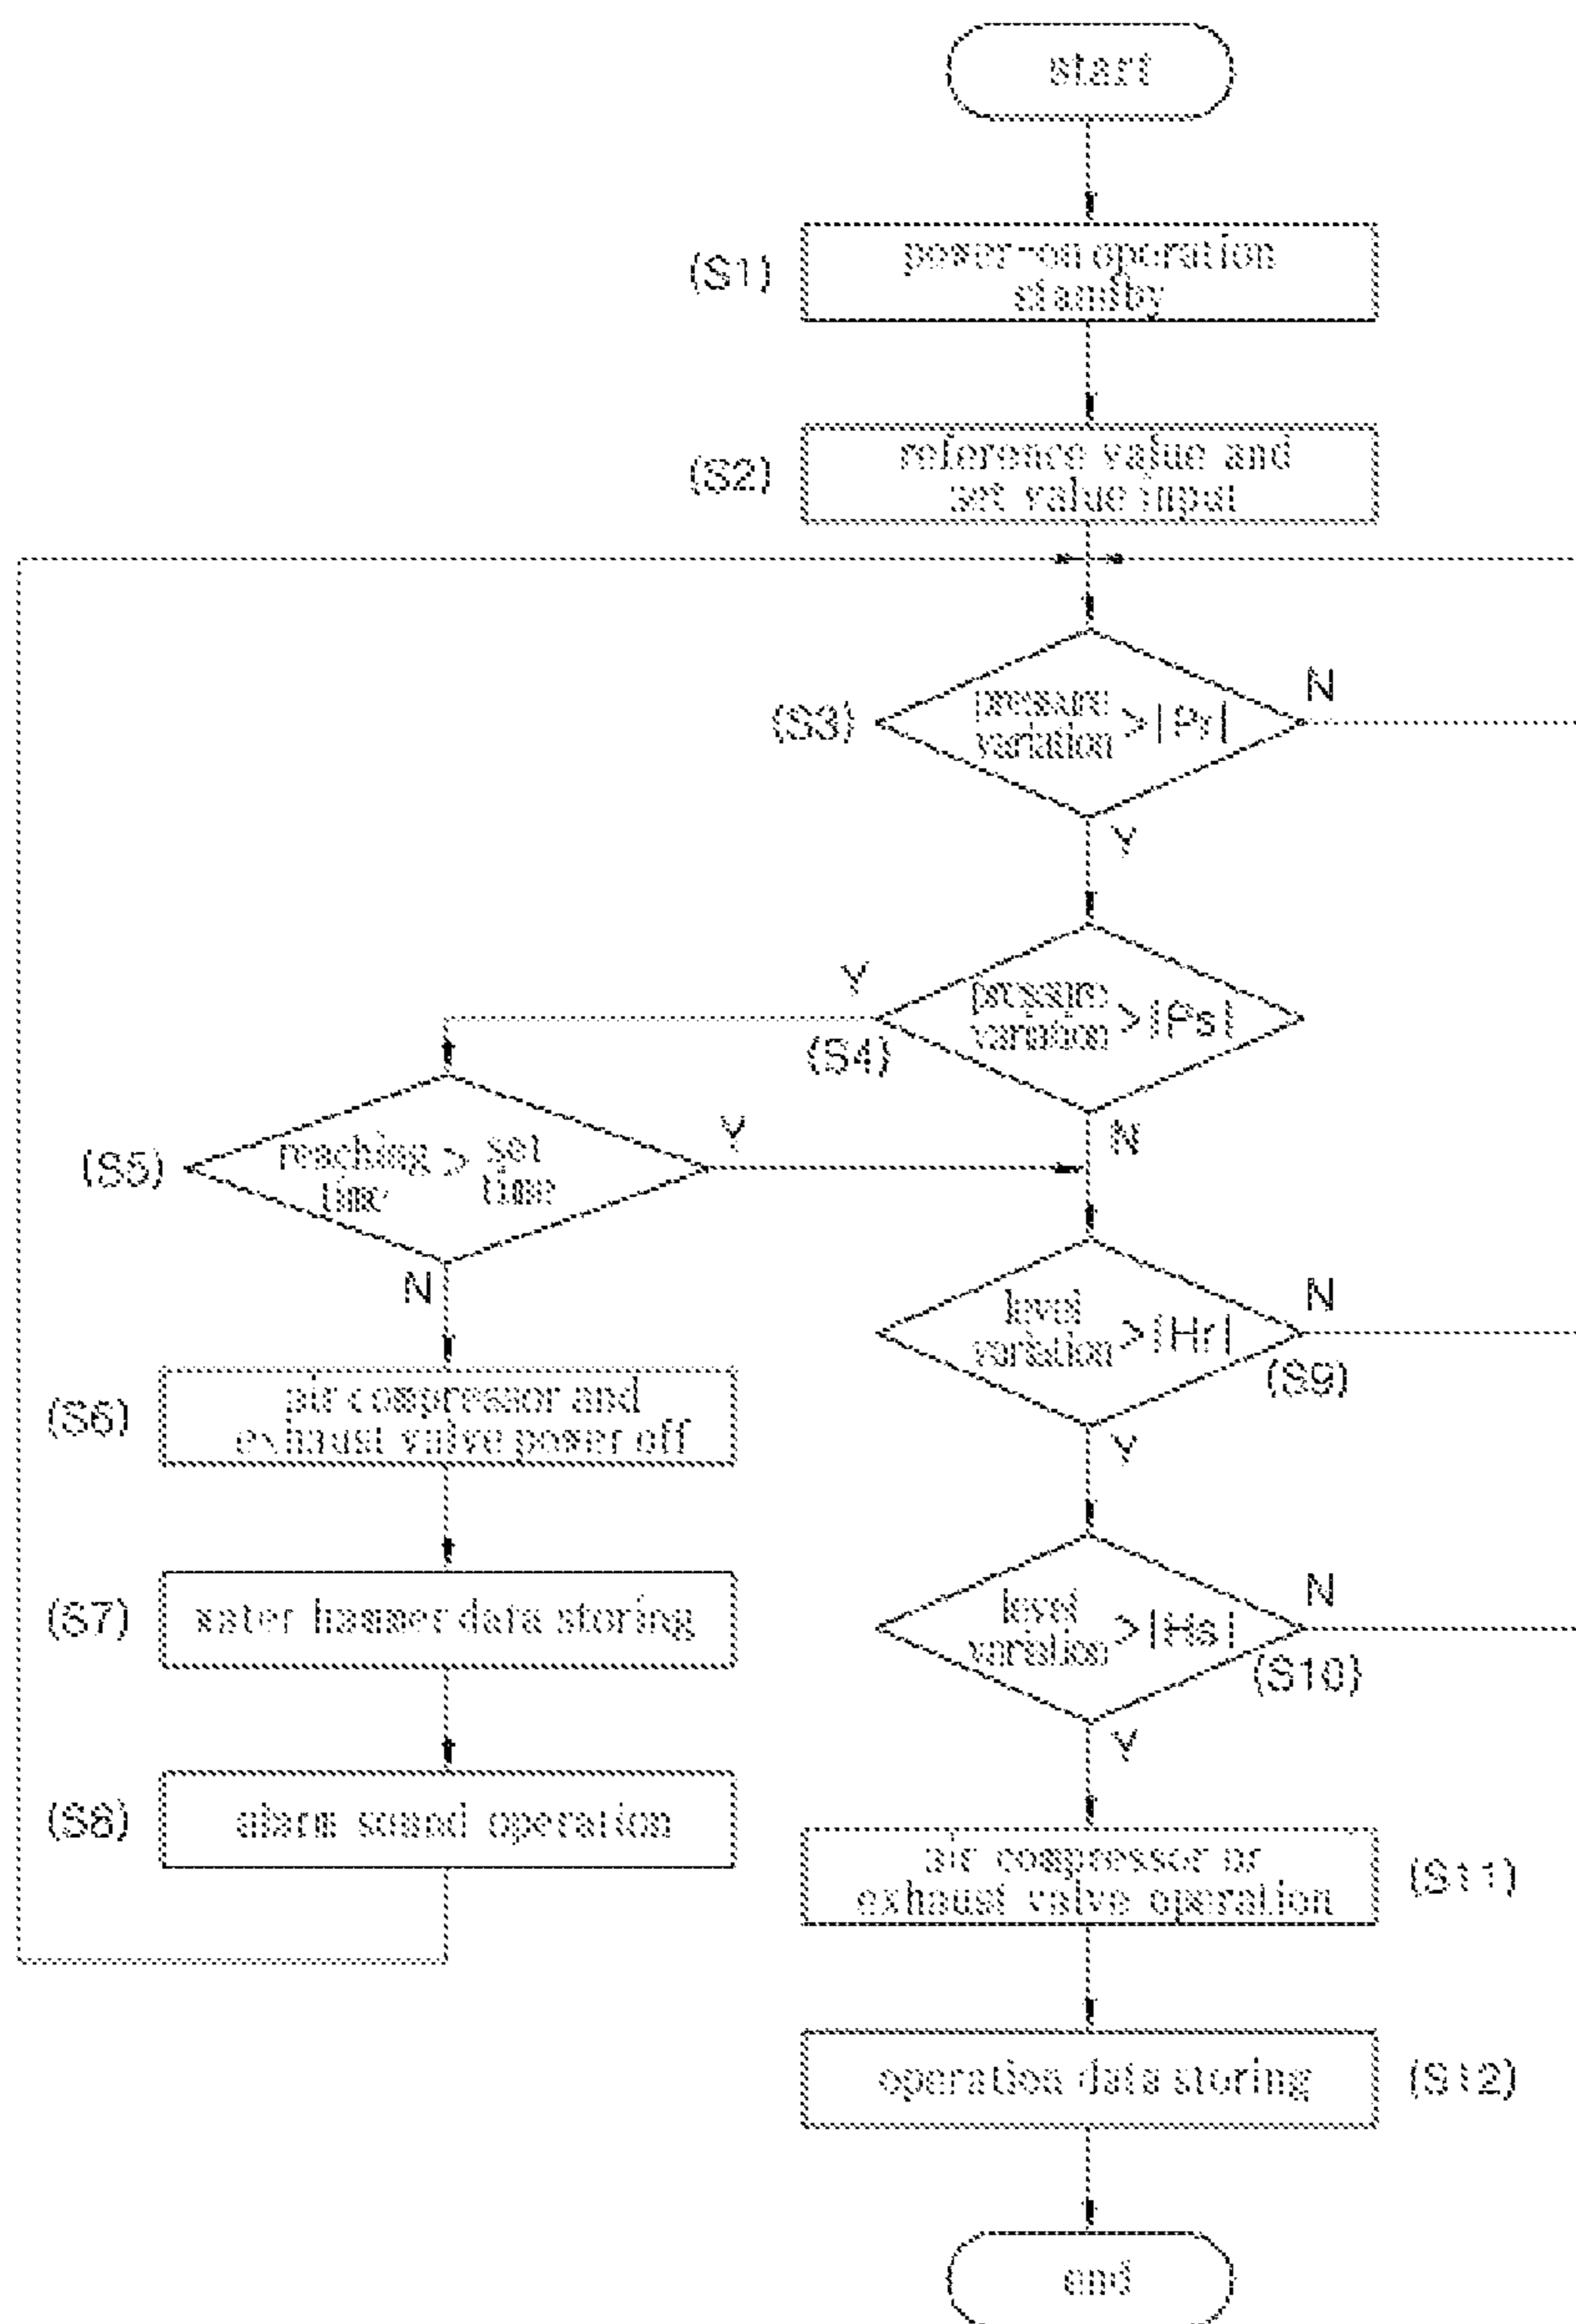 start
(S1)
power-on operation
standby
(S2)
reference value and
set value input
(S3)
pressure
variation
>|Pr|
N
Y
pressure
variation
>|Ps|
Y
(S4)
N
(S5)
reaching
time
>
set
time
Y
N
level
variation
>|Hr|
N
(S9)
Y
(S6)
air compressor and
exhaust valve power off
level
variation
>|Hs|
N
(S10)
Y
(S7)
water hammer data storing
(S8)
alarm sound operation
air compressor or
exhaust valve operation
(S11)
operation data storing
(S12)
end